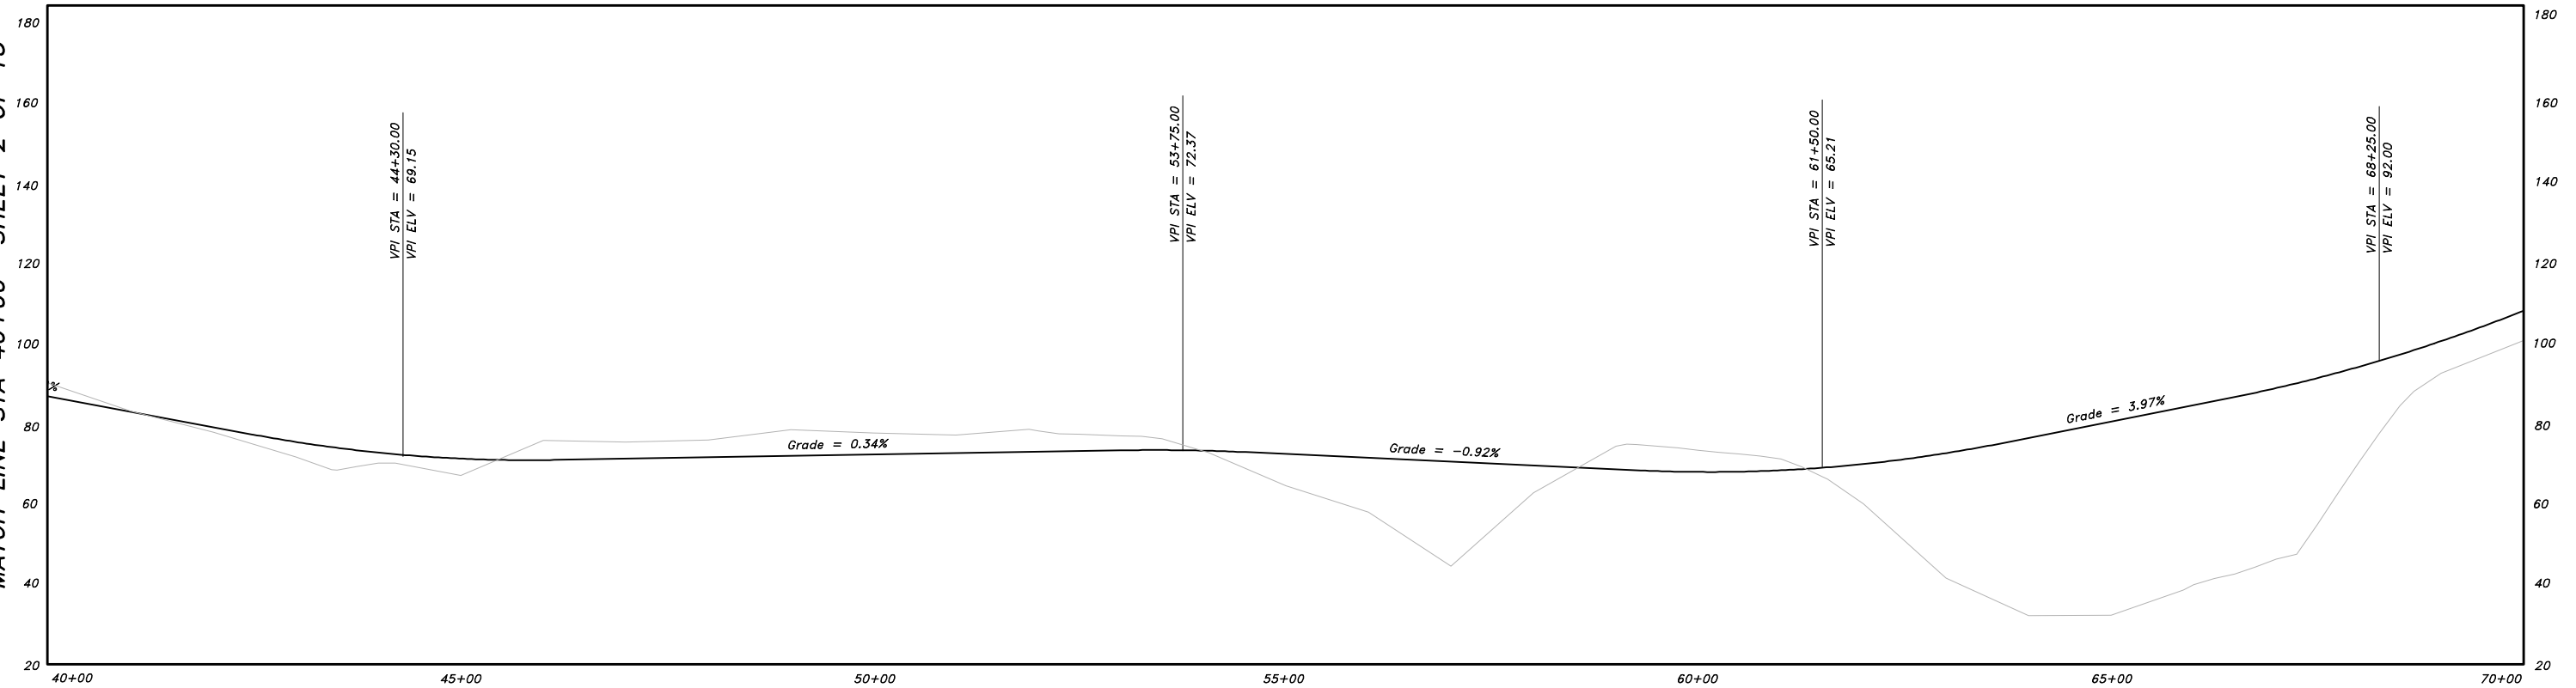 180
160
140
120
100
80
60
40
20
%
VPI STA = 44+30.00
VPI ELV = 69.15
Grade = 0.34%
VPI STA = 53+75.00
VPI ELV = 72.37
Grade = -0.92%
VPI STA = 61+50.00
VPI ELV = 65.21
Grade = 3.97%
VPI STA = 68+25.00
VPI ELV = 92.00
180
160
140
120
100
80
60
40
20
40+00
45+00
50+00
55+00
60+00
65+00
70+00